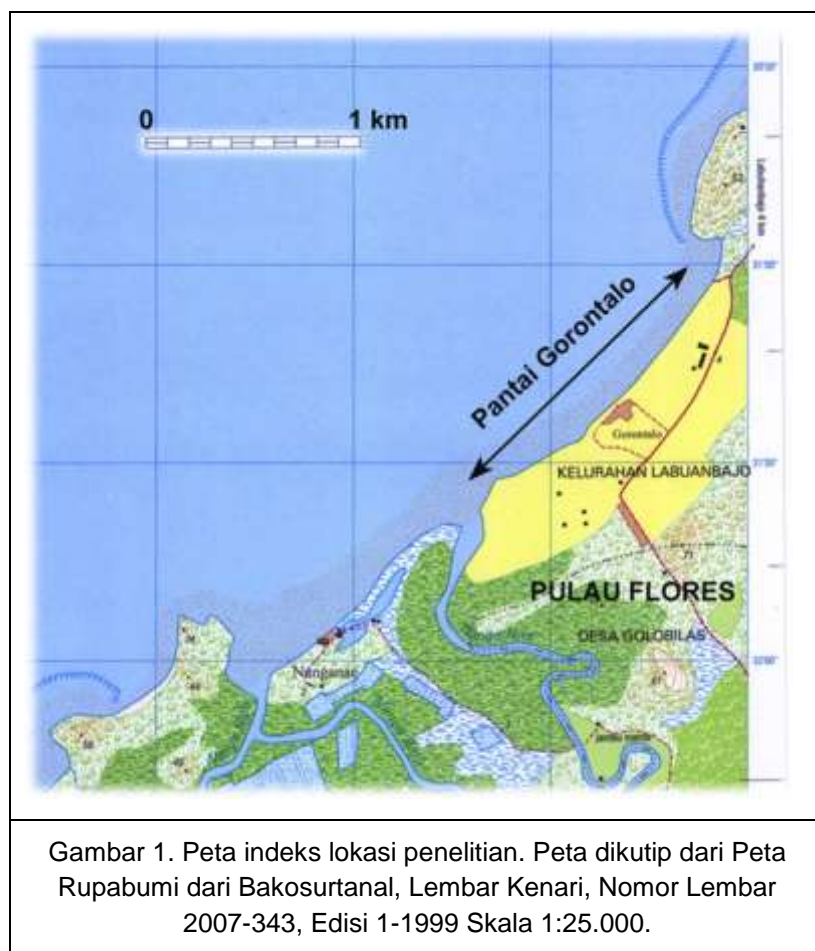 0 1 km
Pantai Gorontalo
Gorontalo
KELURAHAN LABUANBAJO
71
PULAU FLORES
DESA GOLOBILAS
Nanganae
Gambar 1. Peta indeks lokasi penelitian. Peta dikutip dari Peta
Rupabumi dari Bakosurtanal, Lembar Kenari, Nomor Lembar
2007-343, Edisi 1-1999 Skala 1:25.000.